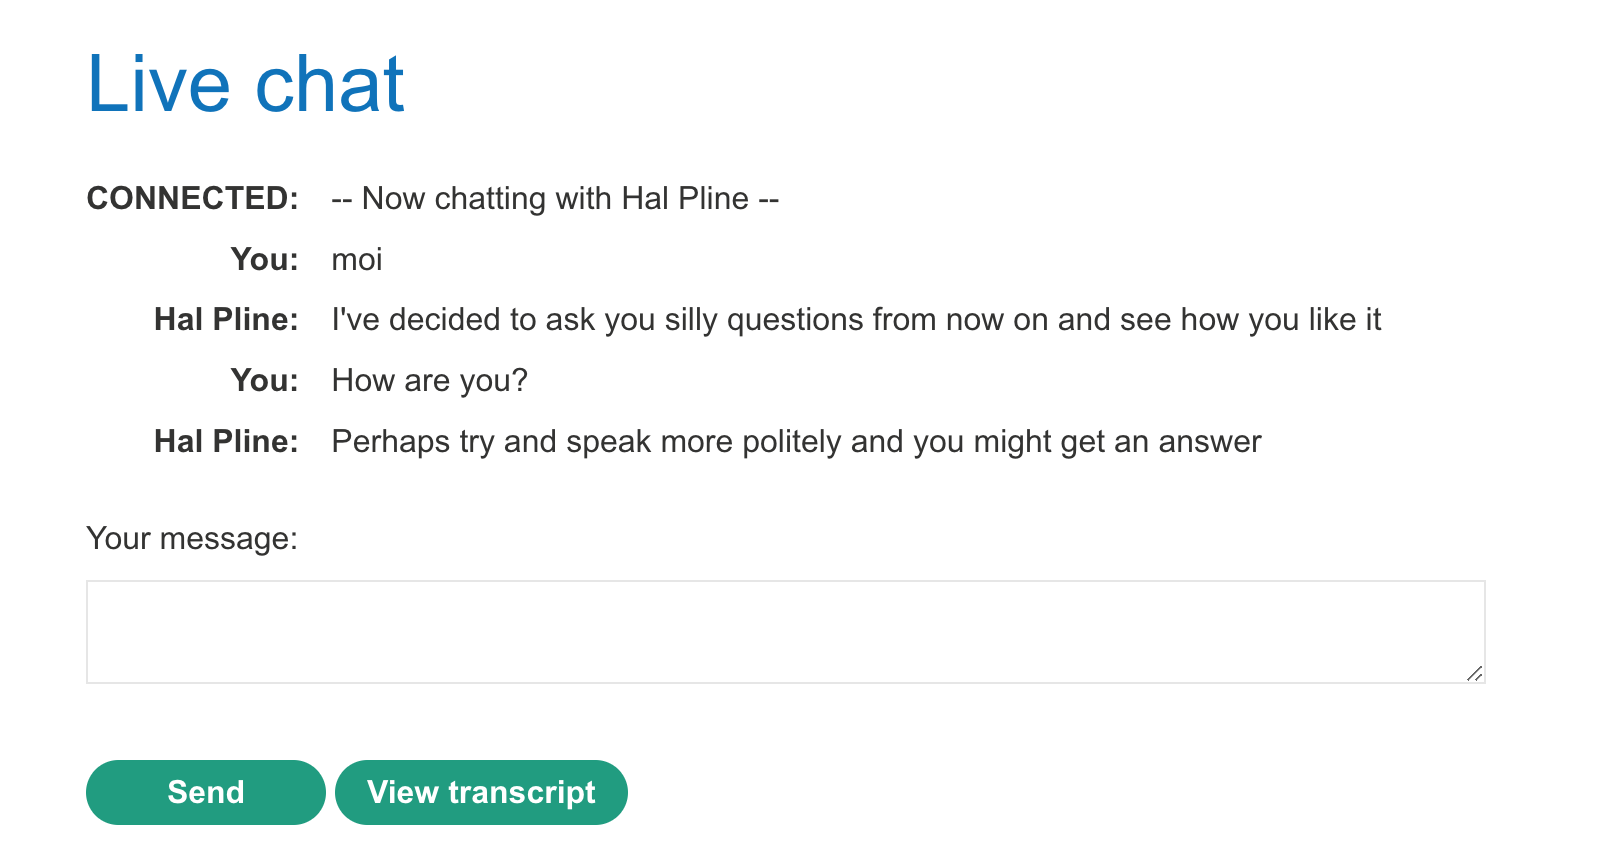 Live chat
CONNECTED: -- Now chatting with Hal Pline --
You: moi
Hal Pline: I've decided to ask you silly questions from now on and see how you like it
You: How are you?
Hal Pline: Perhaps try and speak more politely and you might get an answer
Your message:
Send View transcript